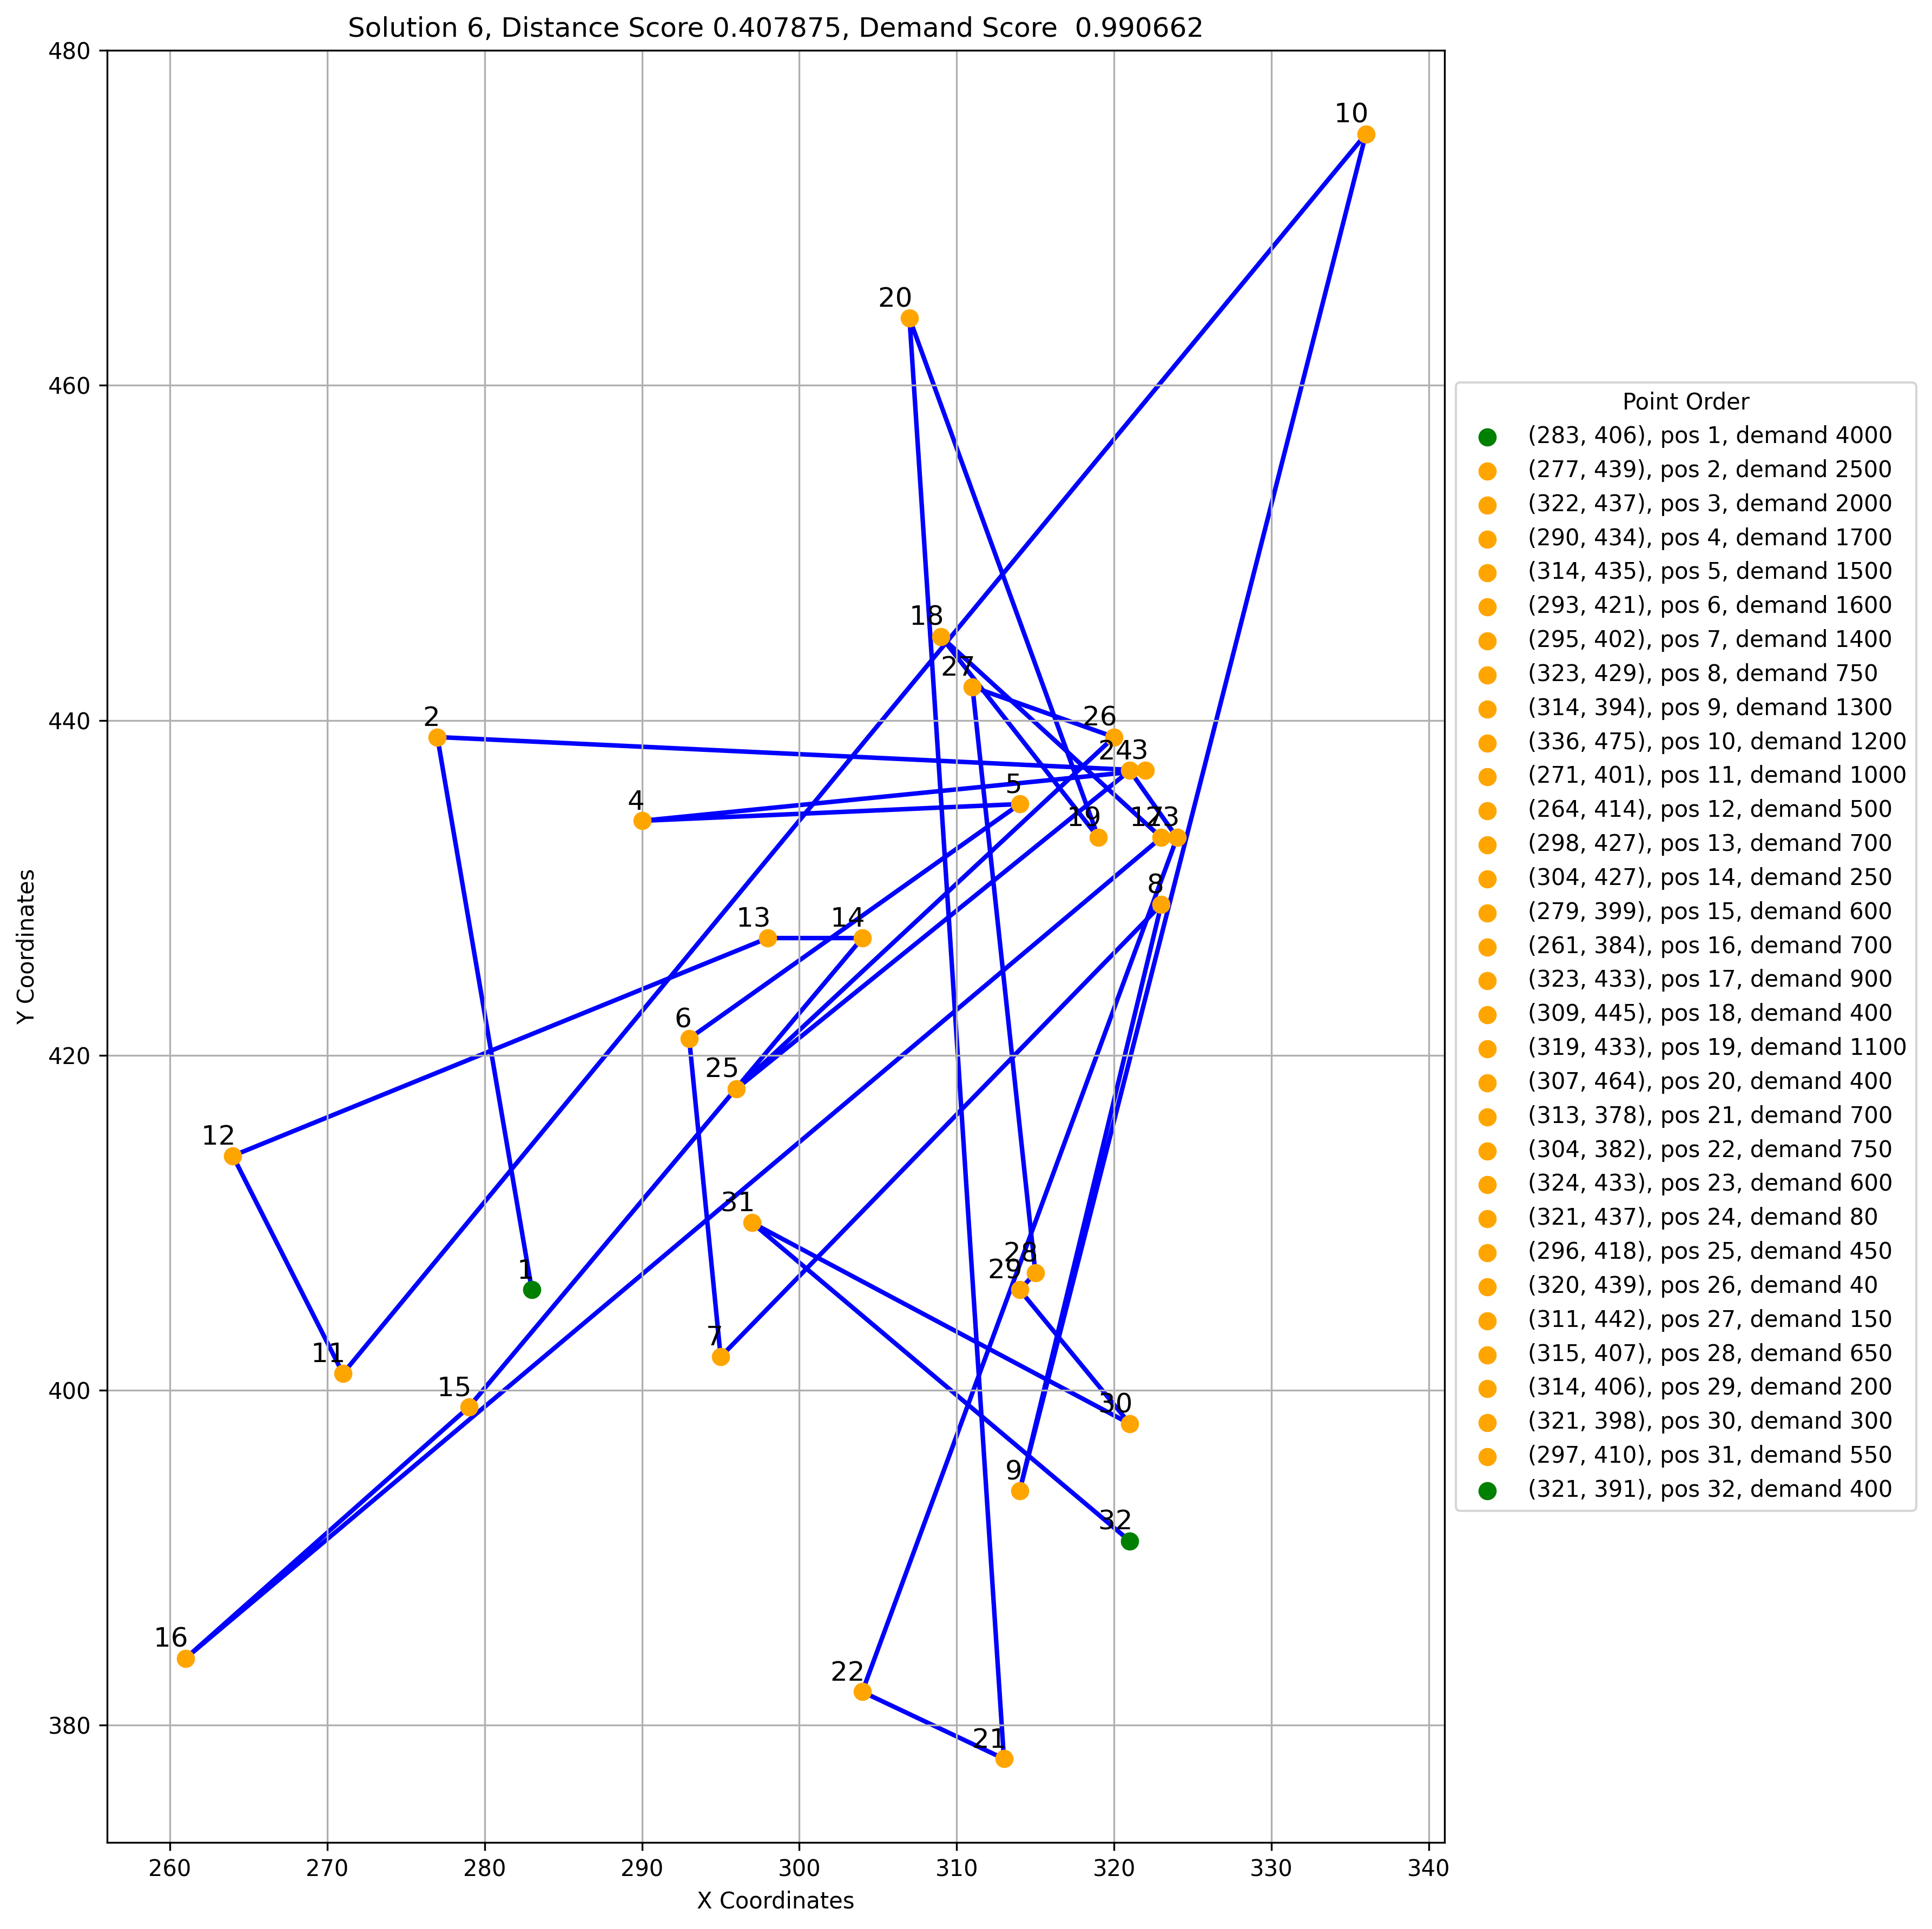 Solution 6, Distance Score 0.407875, Demand Score  0.990662
480
460
440
420
400
380
Y Coordinates
10
20
18
27
2
26
24
3
5
4
19
17
23
8
13
14
6
25
12
31
1
28
29
7
11
15
30
9
32
16
22
21
260
270
280
290
300
310
320
330
340
X Coordinates
Point Order
(283, 406), pos 1, demand 4000
(277, 439), pos 2, demand 2500
(322, 437), pos 3, demand 2000
(290, 434), pos 4, demand 1700
(314, 435), pos 5, demand 1500
(293, 421), pos 6, demand 1600
(295, 402), pos 7, demand 1400
(323, 429), pos 8, demand 750
(314, 394), pos 9, demand 1300
(336, 475), pos 10, demand 1200
(271, 401), pos 11, demand 1000
(264, 414), pos 12, demand 500
(298, 427), pos 13, demand 700
(304, 427), pos 14, demand 250
(279, 399), pos 15, demand 600
(261, 384), pos 16, demand 700
(323, 433), pos 17, demand 900
(309, 445), pos 18, demand 400
(319, 433), pos 19, demand 1100
(307, 464), pos 20, demand 400
(313, 378), pos 21, demand 700
(304, 382), pos 22, demand 750
(324, 433), pos 23, demand 600
(321, 437), pos 24, demand 80
(296, 418), pos 25, demand 450
(320, 439), pos 26, demand 40
(311, 442), pos 27, demand 150
(315, 407), pos 28, demand 650
(314, 406), pos 29, demand 200
(321, 398), pos 30, demand 300
(297, 410), pos 31, demand 550
(321, 391), pos 32, demand 400